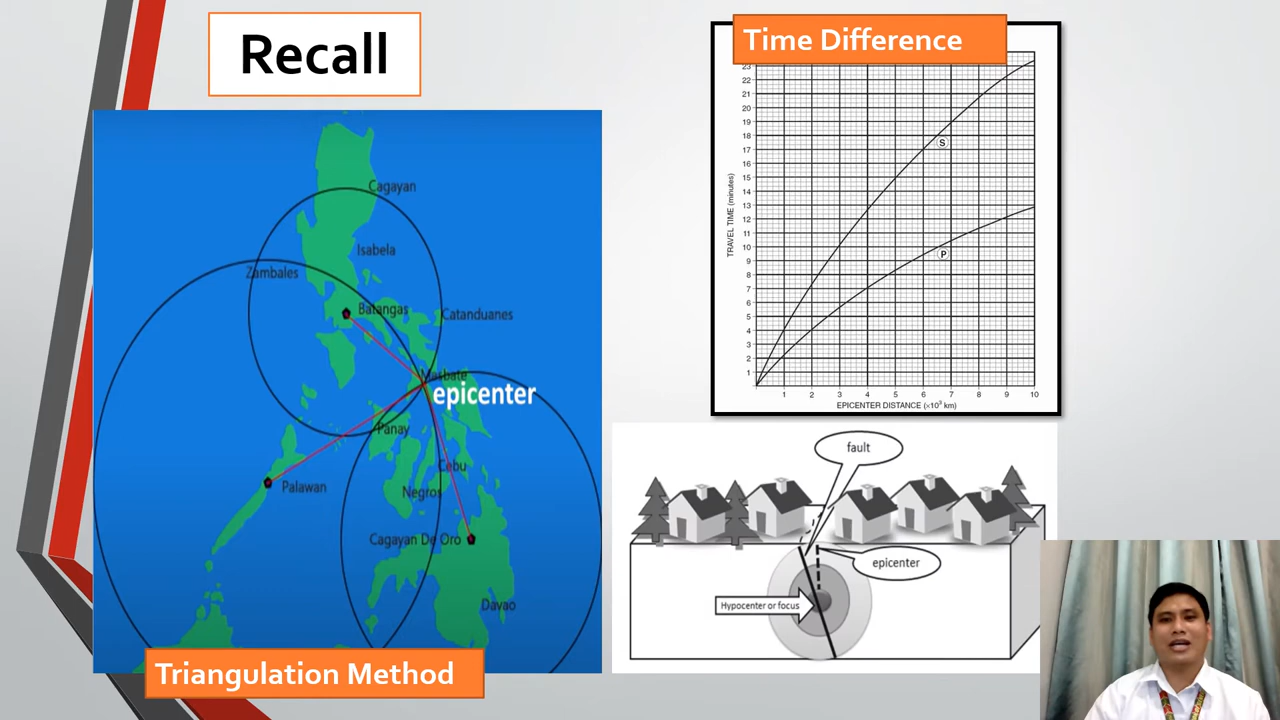 Recall
Cagayan
Isabela
Zambales
Batangas
Catanduanes
Masbate
epicenter
Panay
Cebu
Palawan
Negros
Cagayan De Oro
Davao
Triangulation Method
Time Difference
TRAVEL TIME (minutes)
23
22
21
20
19
18
17
16
15
14
13
12
11
10
9
8
7
6
5
4
3
2
1
S
P
1 2 3 4 5 6 7 8 9 10
EPICENTER DISTANCE (×10³ km)
fault
epicenter
Hypocenter or focus